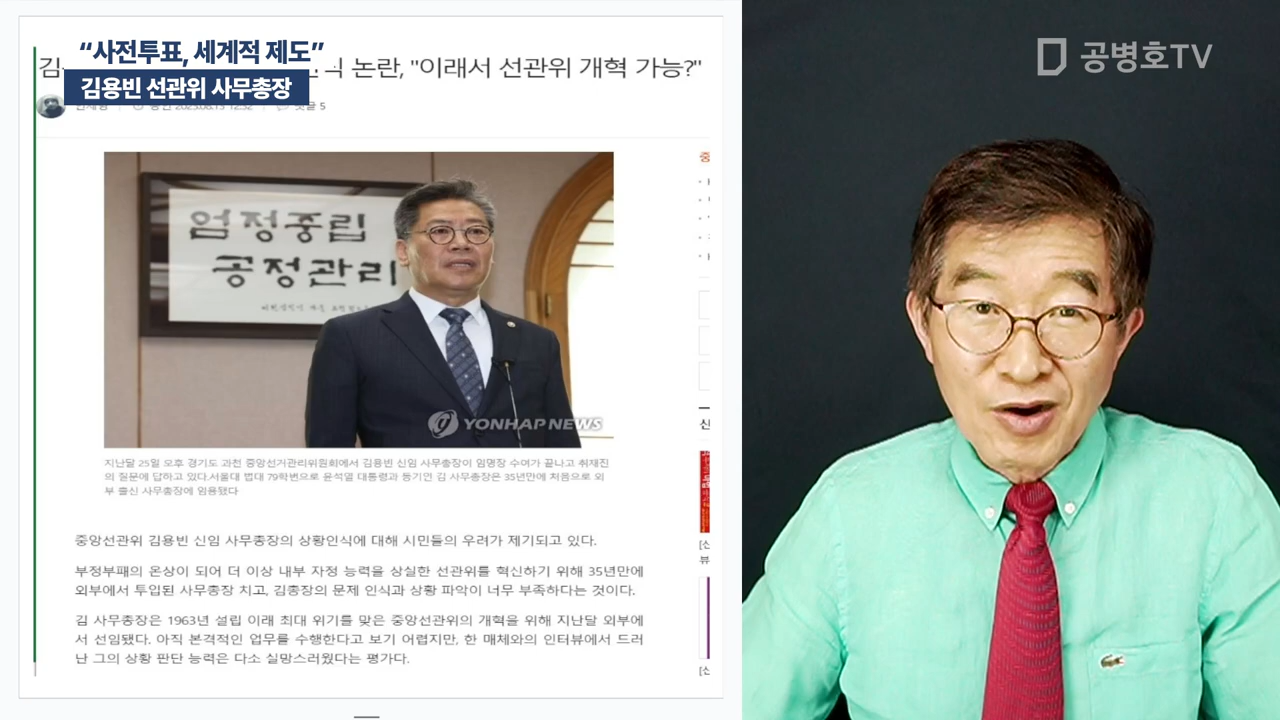 “사전투표, 세계적 제도”
김용빈 선관위 사무총장
김 논란, "이래서 선관위 개혁 가능?"
5
공병호TV
엄정중립
공정관리
YONHAP NEWS
지난달 25일 오후 경기도 과천 중앙선거관리위원회에서 김용빈 신임 사무총장이 임명장 수여가 끝나고 취재진
의 질문에 답하고 있다.서울대 법대 79학번으로 윤석열 대통령과 동기인 김 사무총장은 35년만에 처음으로 외
부 출신 사무총장에 임용됐다
중앙선관위 김용빈 신임 사무총장의 상황인식에 대해 시민들의 우려가 제기되고 있다.
부정부패의 온상이 되어 더 이상 내부 자정 능력을 상실한 선관위를 혁신하기 위해 35년만에
외부에서 투입된 사무총장 치고, 김총장의 문제 인식과 상황 파악이 너무 부족하다는 것이다.
김 사무총장은 1963년 설립 이래 최대 위기를 맞은 중앙선관위의 개혁을 위해 지난달 외부에
서 선임됐다. 아직 본격적인 업무를 수행한다고 보기 어렵지만, 한 매체와의 인터뷰에서 드러
난 그의 상황 판단 능력은 다소 실망스러웠다는 평가다.